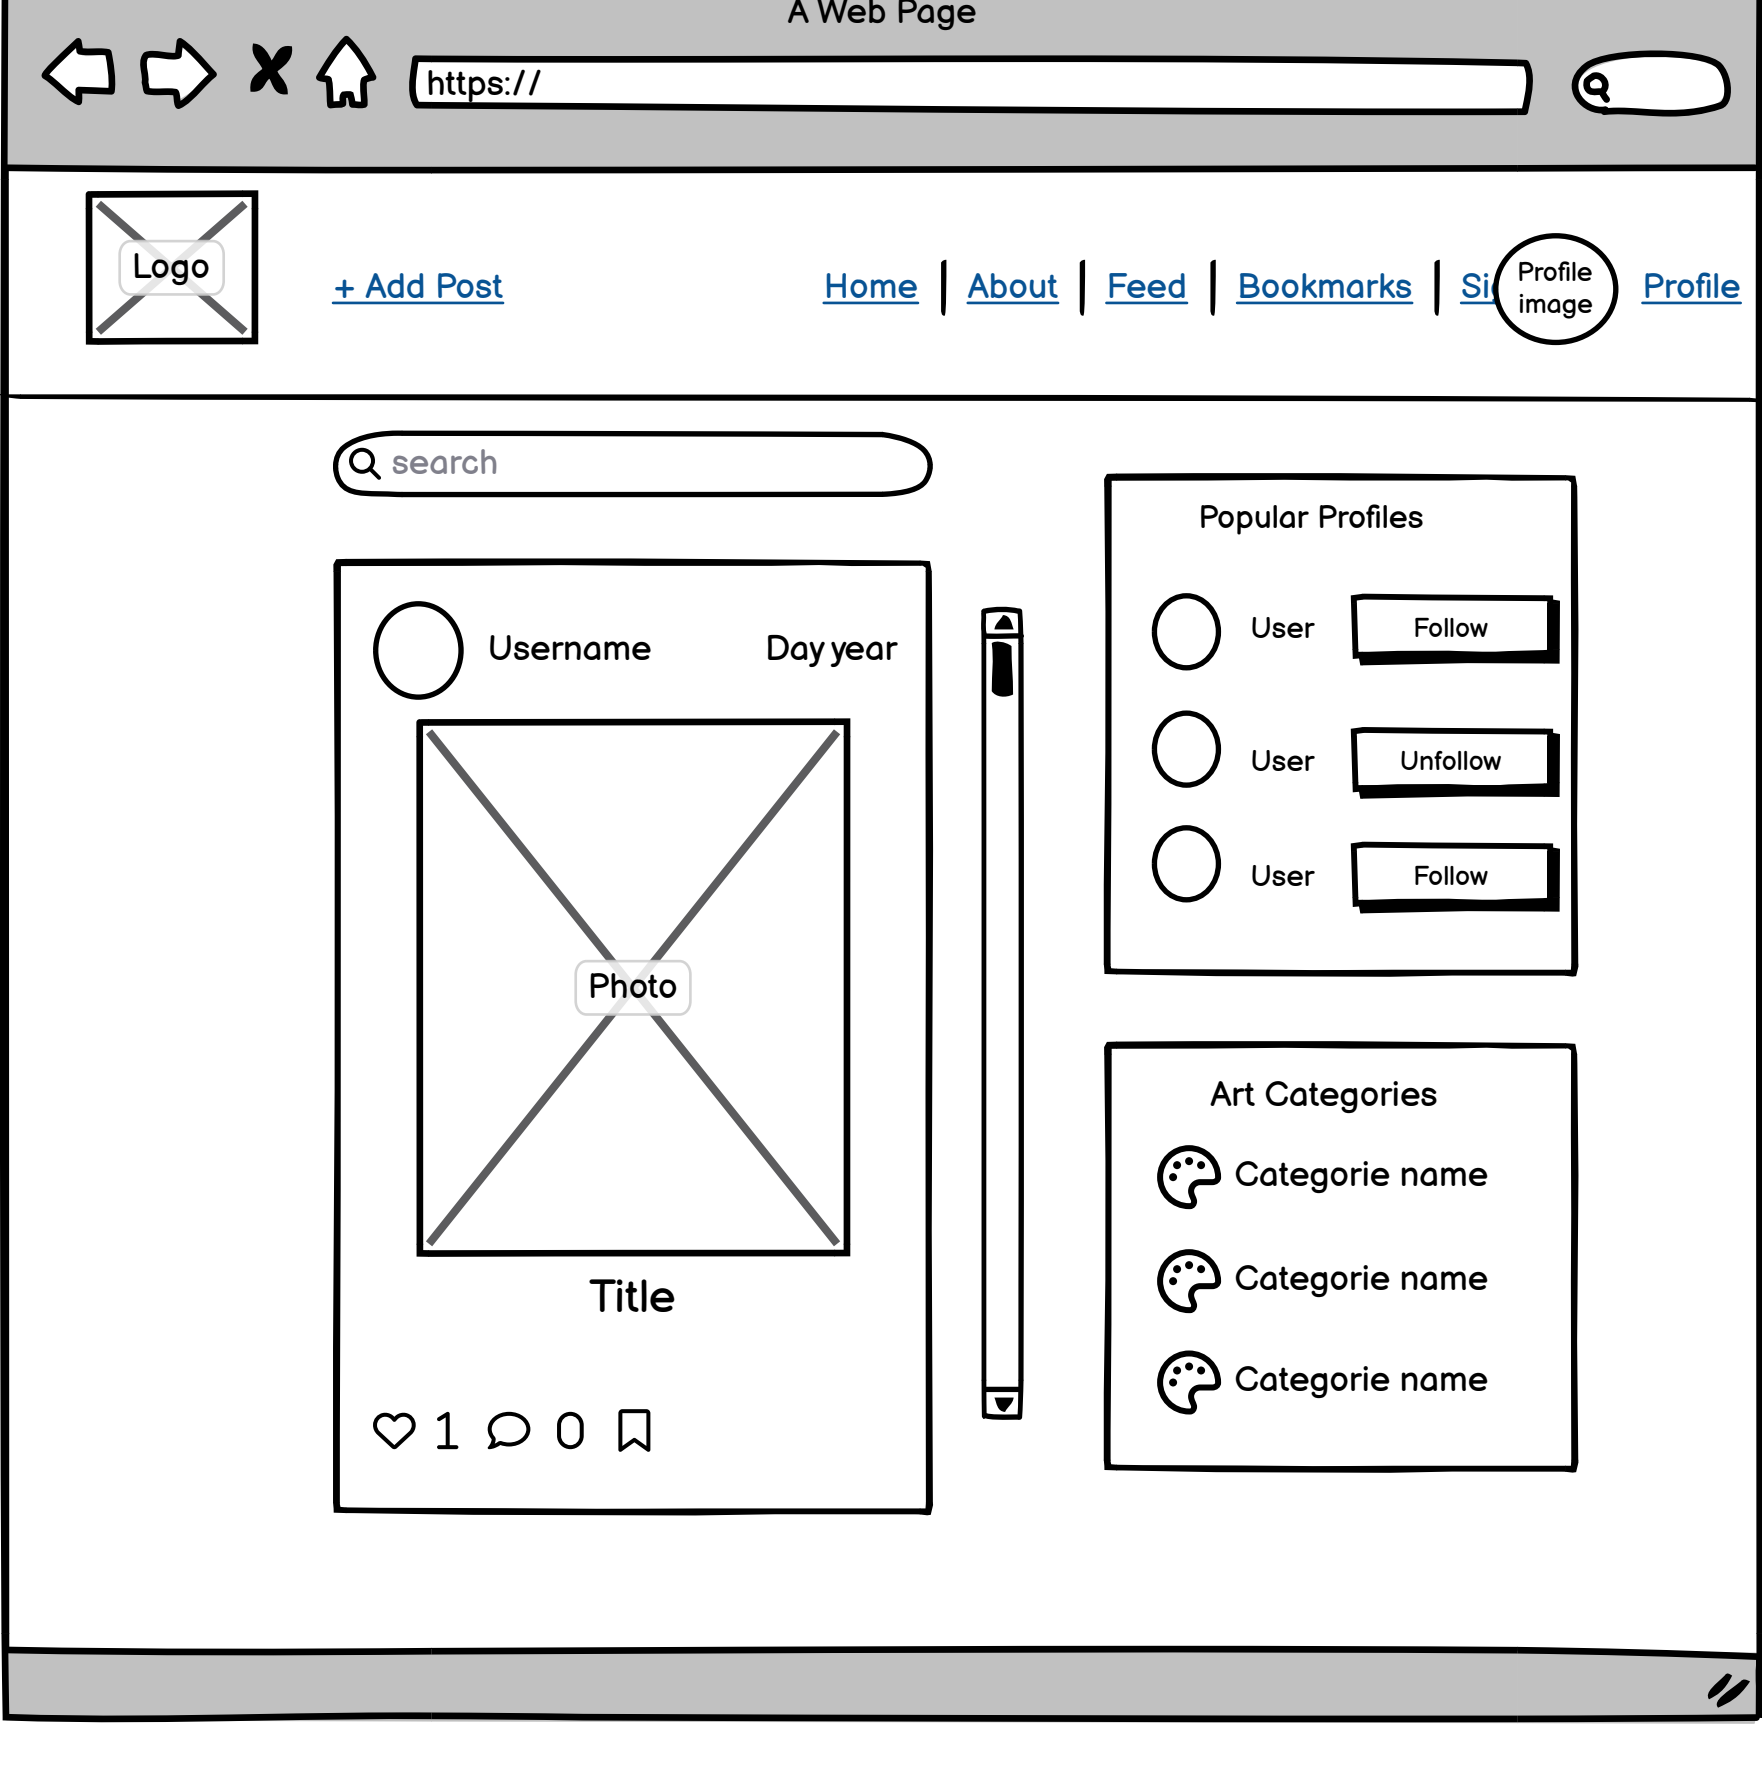 A Web Page
https://
Logo
+ Add Post
Home | About | Feed | Bookmarks |
Profile
image
Profile
search
Popular Profiles
Username
Day year
User
Follow
User
Unfollow
User
Follow
Photo
Art Categories
Categorie name
Categorie name
Categorie name
Title
1
0